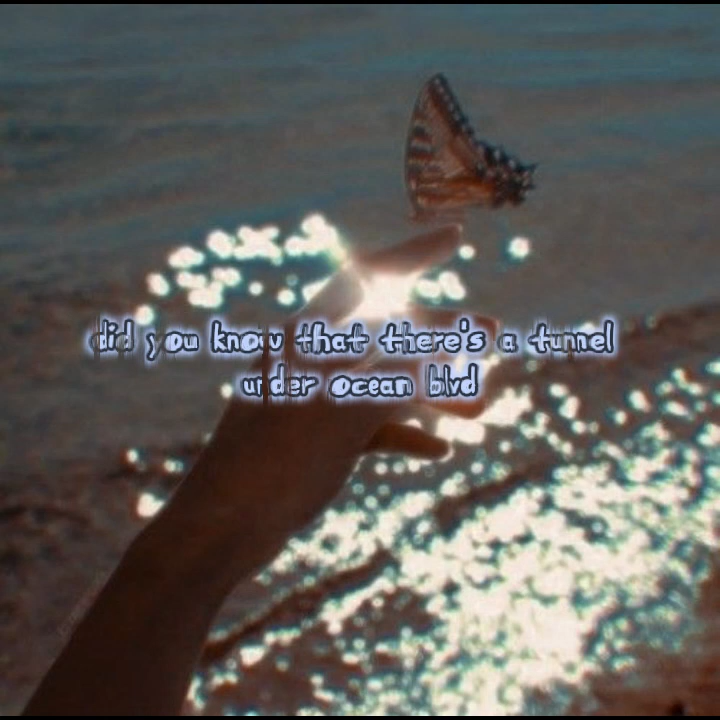 did you know that there's a tunnel
under ocean blvd